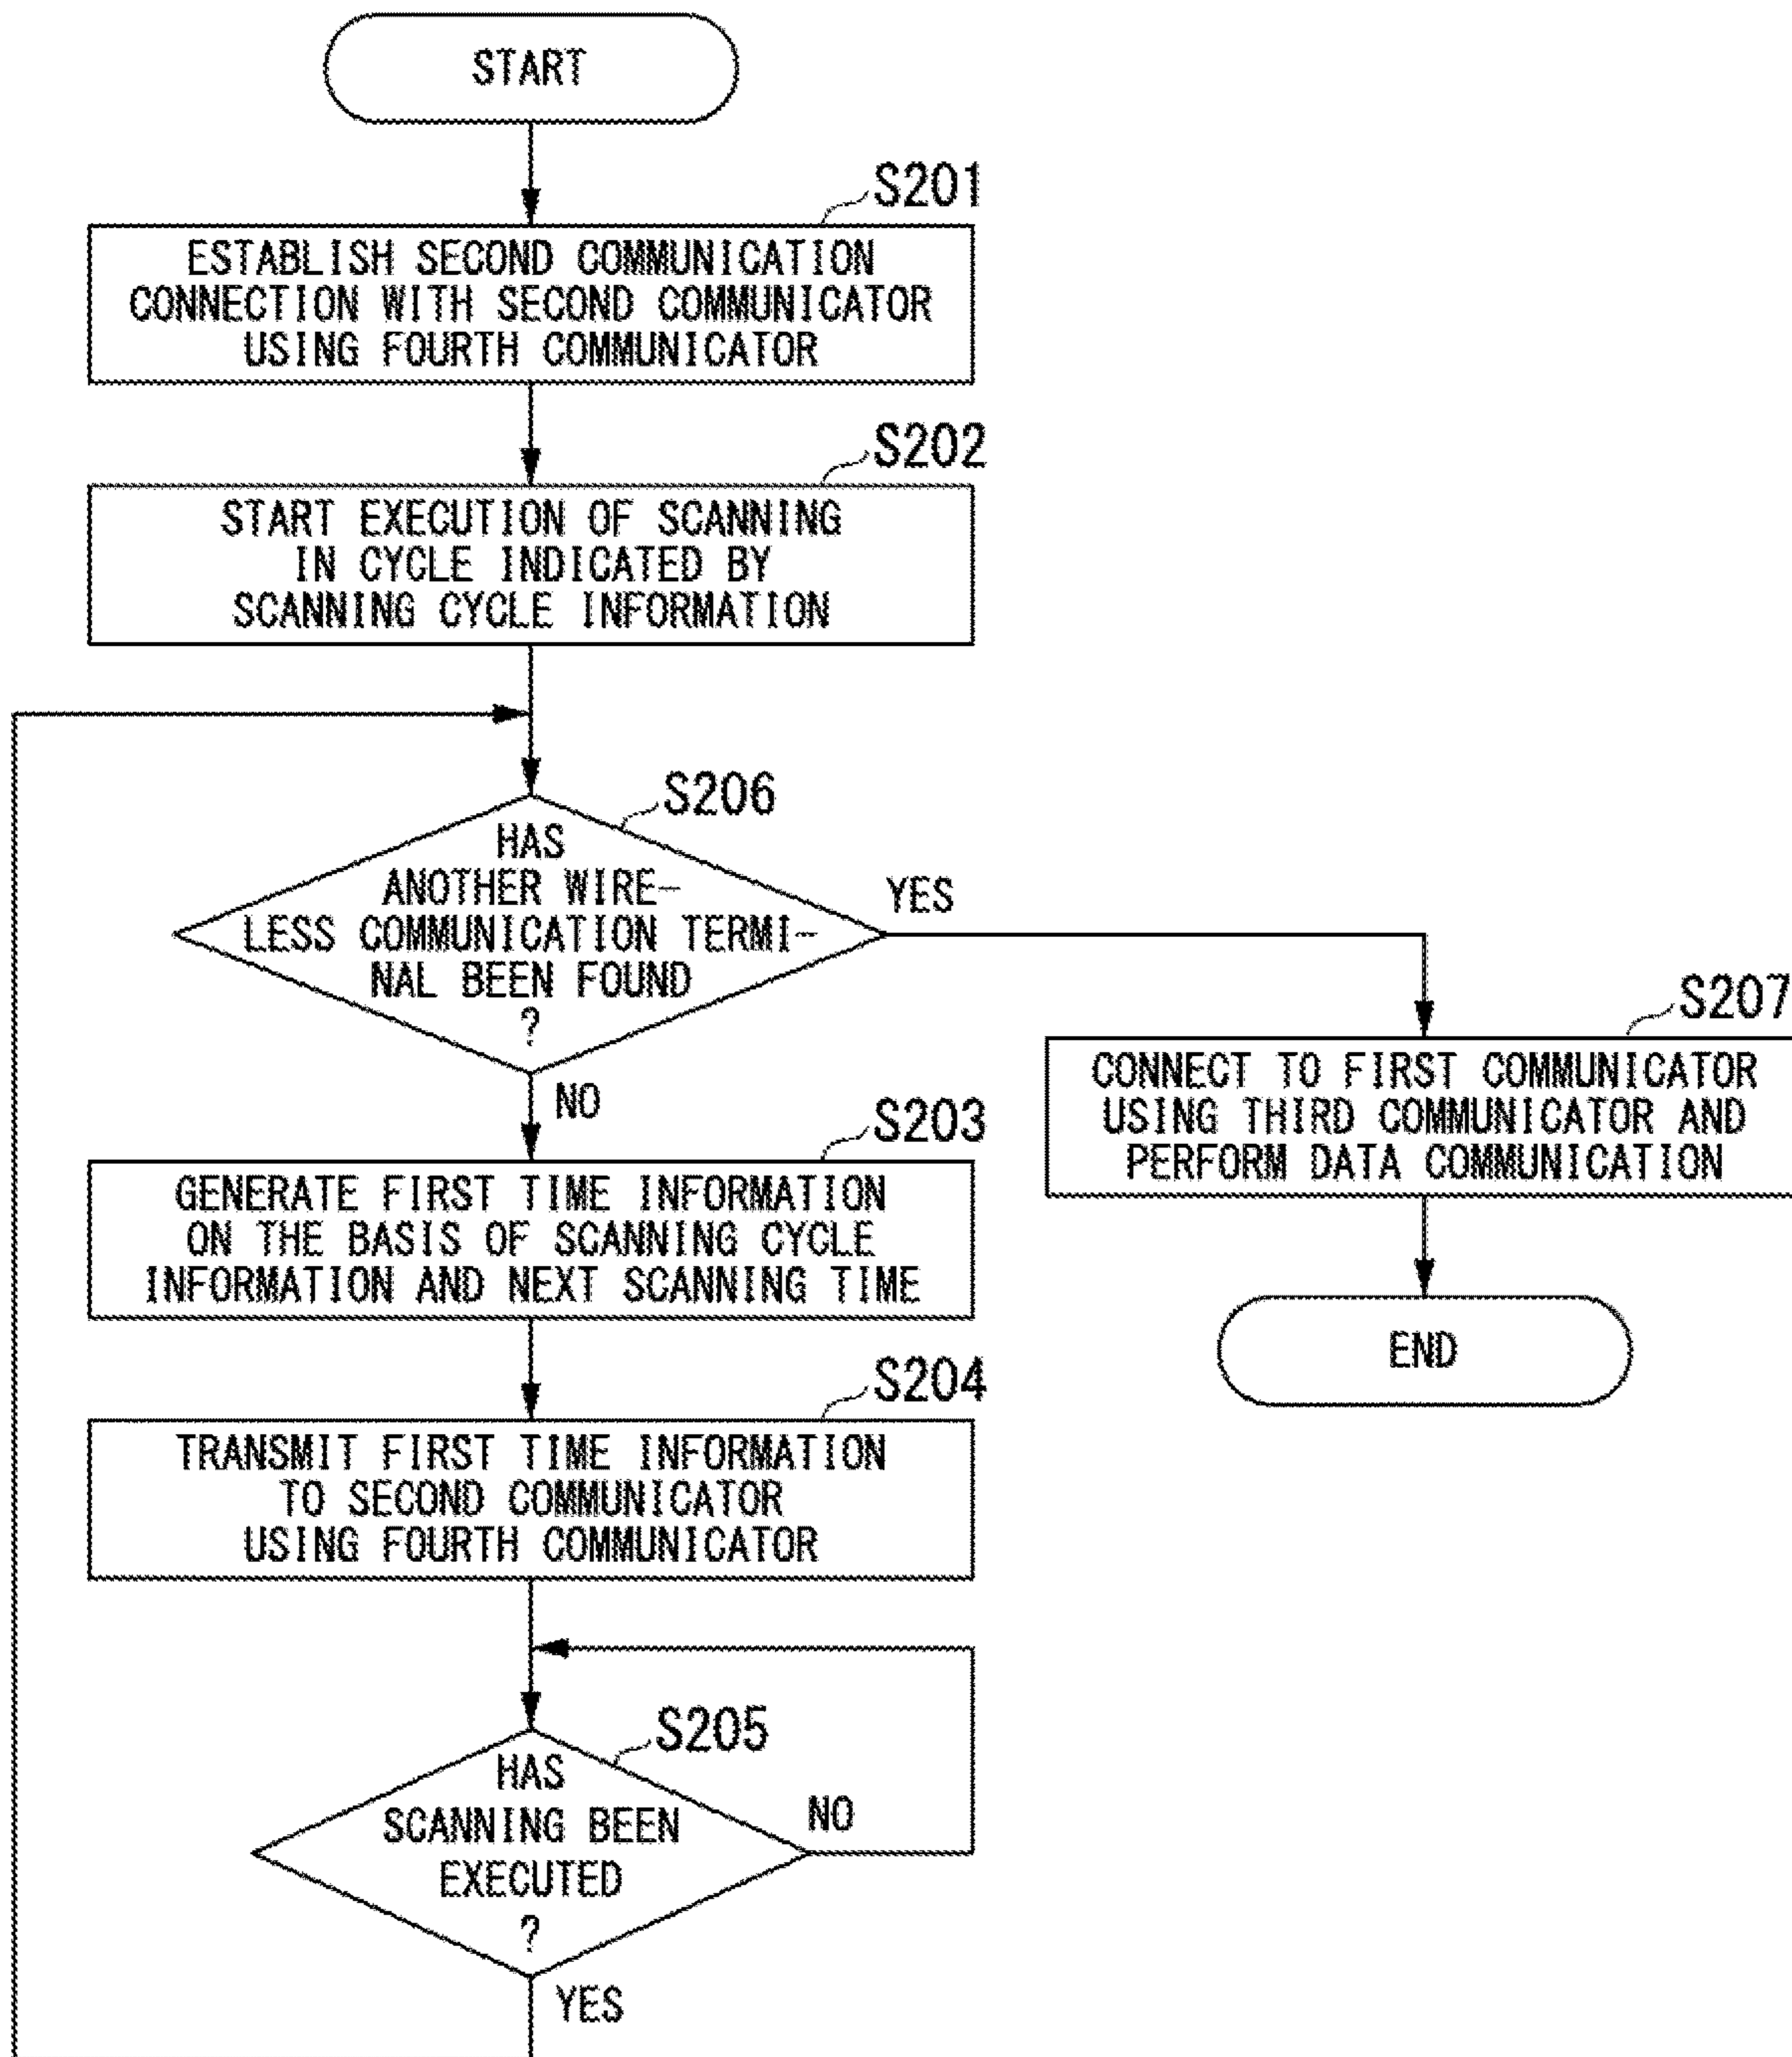 START
S201
ESTABLISH SECOND COMMUNICATION
CONNECTION WITH SECOND COMMUNICATOR
USING FOURTH COMMUNICATOR
S202
START EXECUTION OF SCANNING
IN CYCLE INDICATED BY
SCANNING CYCLE INFORMATION
S206
HAS
ANOTHER WIRE-
LESS COMMUNICATION TERMI-
NAL BEEN FOUND
?
YES
NO
S207
CONNECT TO FIRST COMMUNICATOR
USING THIRD COMMUNICATOR AND
PERFORM DATA COMMUNICATION
END
S203
GENERATE FIRST TIME INFORMATION
ON THE BASIS OF SCANNING CYCLE
INFORMATION AND NEXT SCANNING TIME
S204
TRANSMIT FIRST TIME INFORMATION
TO SECOND COMMUNICATOR
USING FOURTH COMMUNICATOR
S205
HAS
SCANNING BEEN
EXECUTED
?
NO
YES